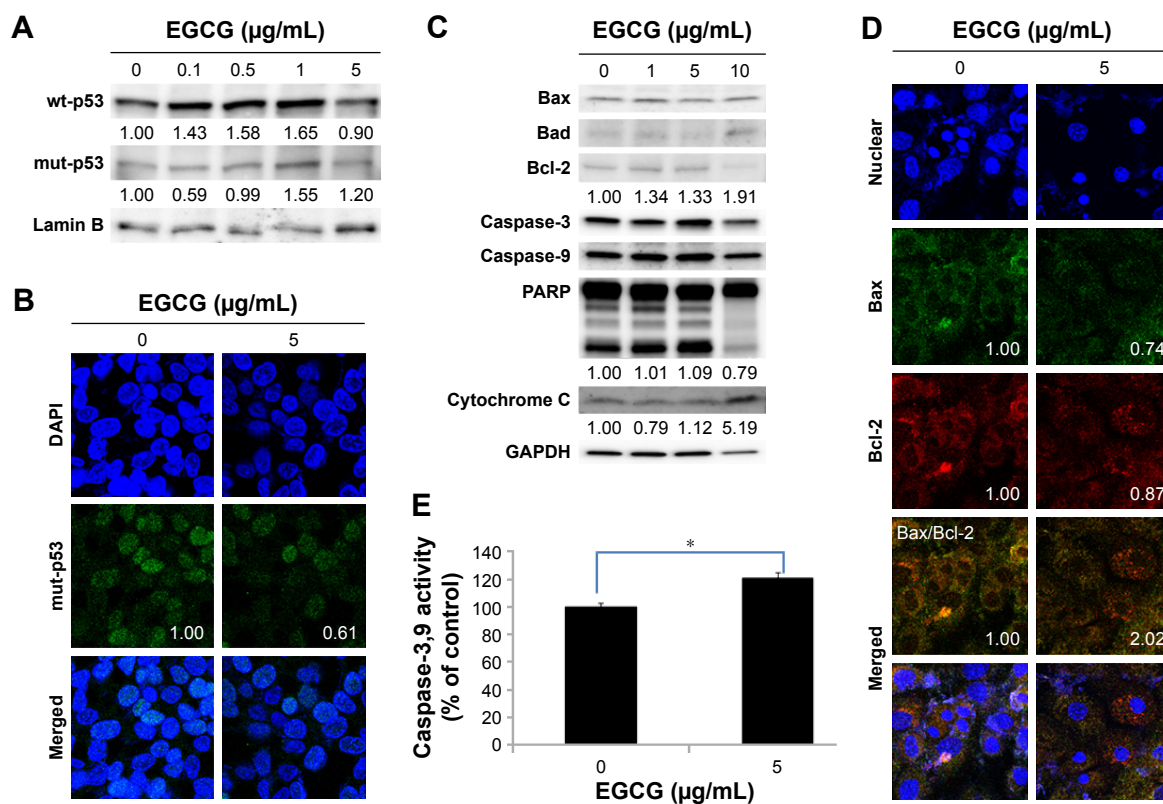 A
EGCG (µg/mL)
0 0.1 0.5 1 5
wt-p53
1.00 1.43 1.58 1.65 0.90
mut-p53
1.00 0.59 0.99 1.55 1.20
Lamin B
B
EGCG (µg/mL)
0 5
DAPI
mut-p53
1.00 0.61
Merged
C
EGCG (µg/mL)
0 1 5 10
Bax
Bad
Bcl-2
1.00 1.34 1.33 1.91
Caspase-3
Caspase-9
PARP
1.00 1.01 1.09 0.79
Cytochrome C
1.00 0.79 1.12 5.19
GAPDH
D
EGCG (µg/mL)
0 5
Nuclear
Bax
1.00 0.74
Bcl-2
1.00 0.87
Bax/Bcl-2
1.00 2.02
Merged
E
Caspase-3,9 activity
(% of control)
140
120
100
80
60
40
20
0
*
0 5
EGCG (µg/mL)